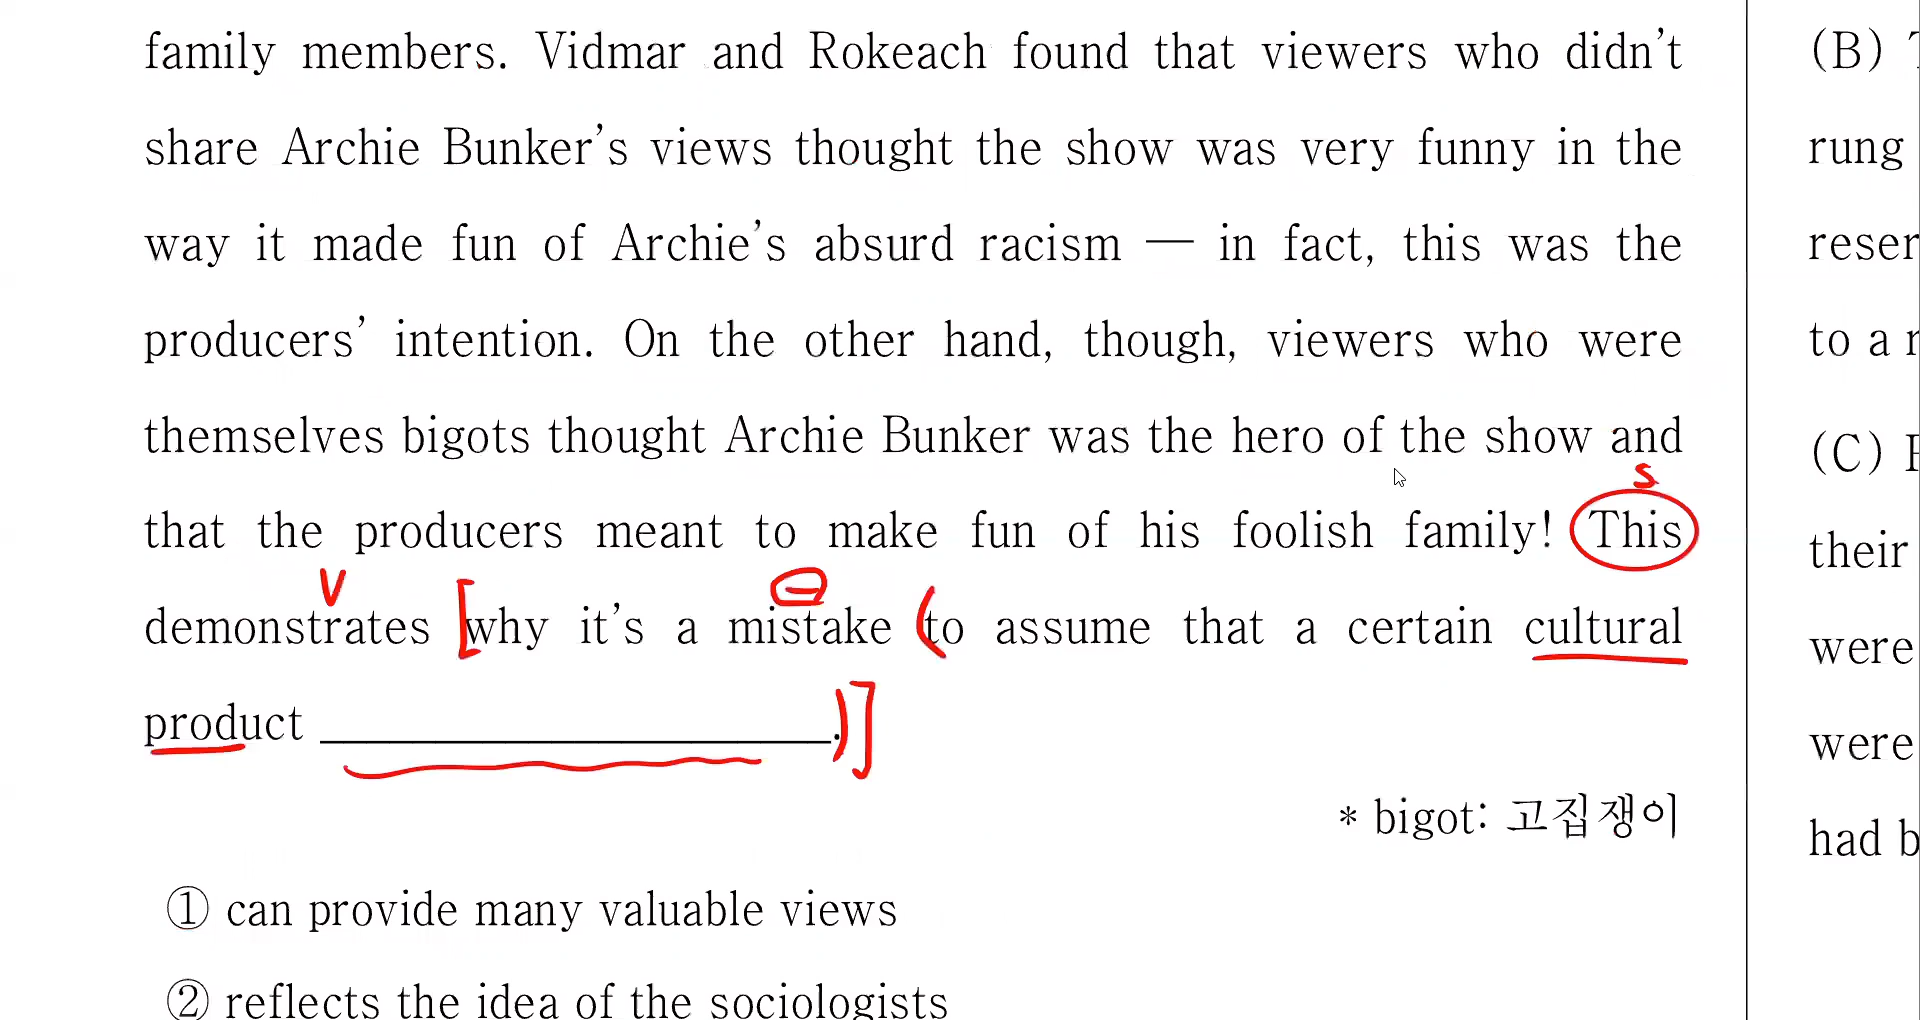 family members. Vidmar and Rokeach found that viewers who didn't
share Archie Bunker's views thought the show was very funny in the
way it made fun of Archie's absurd racism — in fact, this was the
producers' intention. On the other hand, though, viewers who were
themselves bigots thought Archie Bunker was the hero of the show and
S
that the producers meant to make fun of his foolish family! This
V
demonstrates [why it's a mistake (to assume that a certain cultural
product ____________________.)]
* bigot: 고집쟁이
① can provide many valuable views
② reflects the idea of the sociologists
(B)
rung
reser
to a
(C)
their
were
were
had b